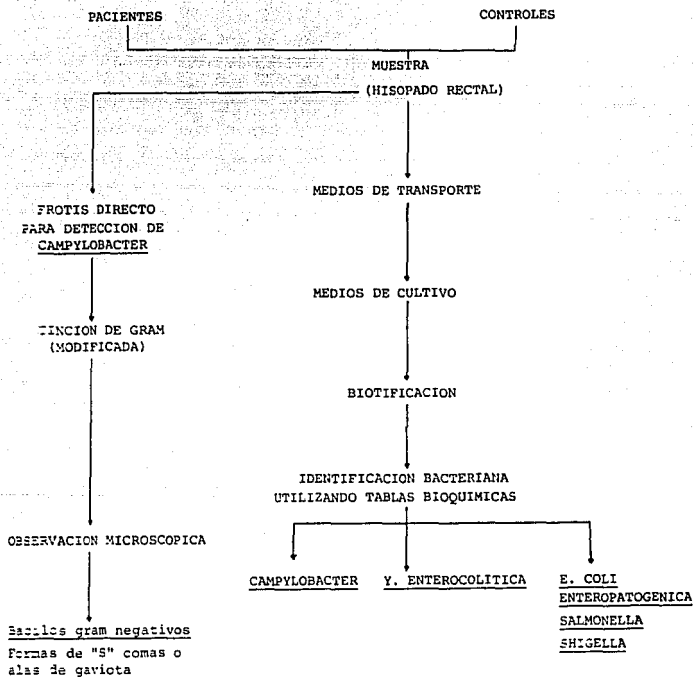 PACIENTES
CONTROLES
MUESTRA
(HISOPADO RECTAL)
FROTIS DIRECTO
PARA DETECCION DE
CAMPYLOBACTER
TINCION DE GRAM
(MODIFICADA)
OBSERVACION MICROSCOPICA
Bacilos gram negativos
Formas de "S" comas o
alas de gaviota
MEDIOS DE TRANSPORTE
MEDIOS DE CULTIVO
BIOTIFICACION
IDENTIFICACION BACTERIANA
UTILIZANDO TABLAS BIOQUIMICAS
CAMPYLOBACTER
Y. ENTEROCOLITICA
E. COLI
ENTEROPATOGENICA
SALMONELLA
SHIGELLA